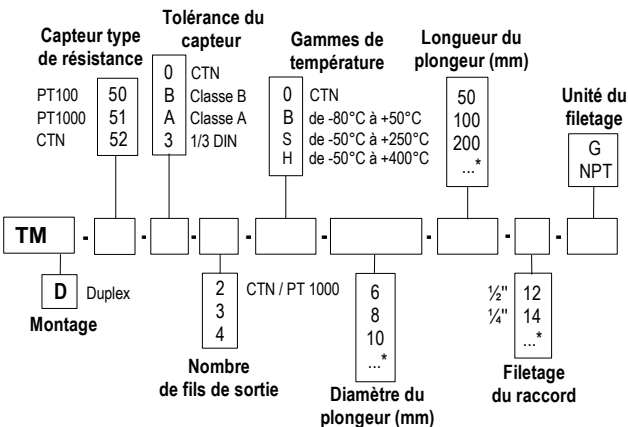 Capteur type
de résistance
PT100 50
PT1000 51
CTN 52
Tolérance du
capteur
0 CTN
B Classe B
A Classe A
3 1/3 DIN
Gammes de
température
0 CTN
B de -80°C à +50°C
S de -50°C à +250°C
H de -50°C à +400°C
Longueur du
plongeur (mm)
50
100
200
...*
Unité du
filetage
G
NPT
TM - - - - - - - -
D Duplex
Montage
2 CTN / PT 1000
3
4
Nombre
de fils de sortie
6
8
10
...*
Diamètre du
plongeur (mm)
½" 12
¼" 14
...*
Filetage
du raccord